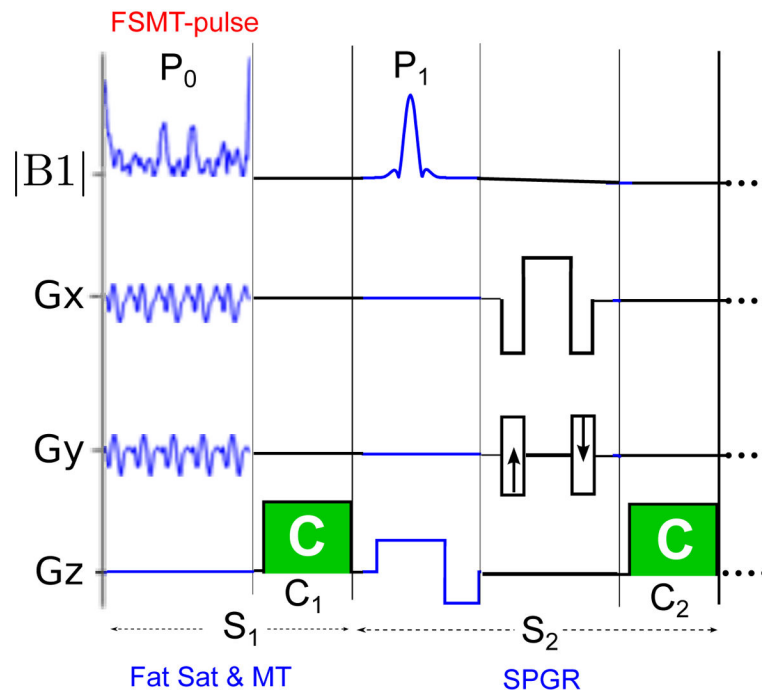 FSMT-pulse
P₀
P₁
|B1|
Gx
Gy
C
C
Gz
C₁
C₂
S₁
S₂
Fat Sat & MT
SPGR